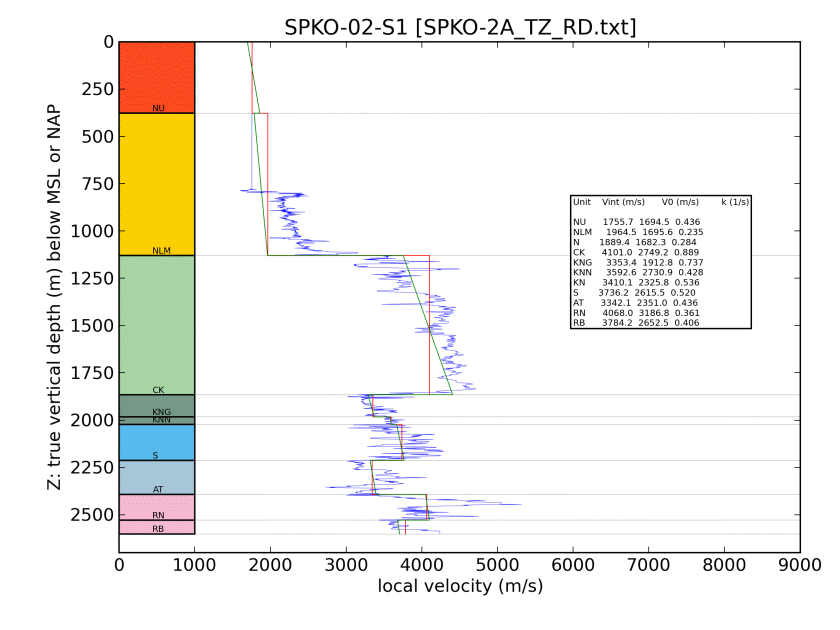 SPKO-02-S1 [SPKO-2A_TZ_RD.txt]
Z: true vertical depth (m) below MSL or NAP
0
250
500
750
1000
1250
1500
1750
2000
2250
2500
NU
NLM
CK
KNG
KNN
S
AT
RN
RB
Unit Vint (m/s) V0 (m/s) k (1/s)
NU 1755.7 1694.5 0.436
NLM 1964.5 1695.6 0.235
N 1889.4 1682.3 0.284
CK 4101.0 2749.2 0.889
KNG 3353.4 1912.8 0.737
KNN 3592.6 2730.9 0.428
KN 3410.1 2325.8 0.536
S 3736.2 2615.5 0.520
AT 3342.1 2351.0 0.436
RN 4068.0 3186.8 0.361
RB 3784.2 2652.5 0.406
0 1000 2000 3000 4000 5000 6000 7000 8000 9000
local velocity (m/s)